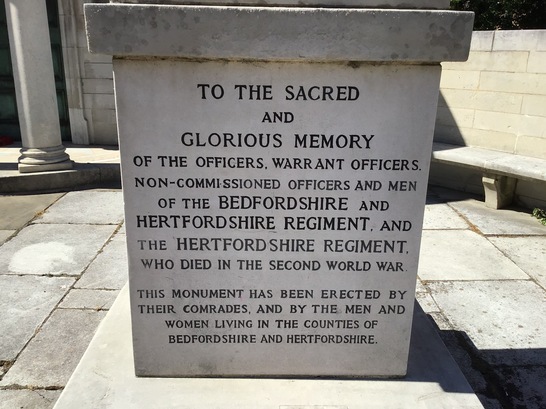 TO THE SACRED
AND
GLORIOUS MEMORY
OF THE OFFICERS, WARRANT OFFICERS,
NON-COMMISSIONED OFFICERS AND MEN
OF THE BEDFORDSHIRE AND
HERTFORDSHIRE REGIMENT, AND
THE HERTFORDSHIRE REGIMENT,
WHO DIED IN THE SECOND WORLD WAR.
THIS MONUMENT HAS BEEN ERECTED BY
THEIR COMRADES, AND BY THE MEN AND
WOMEN LIVING IN THE COUNTIES OF
BEDFORDSHIRE AND HERTFORDSHIRE.